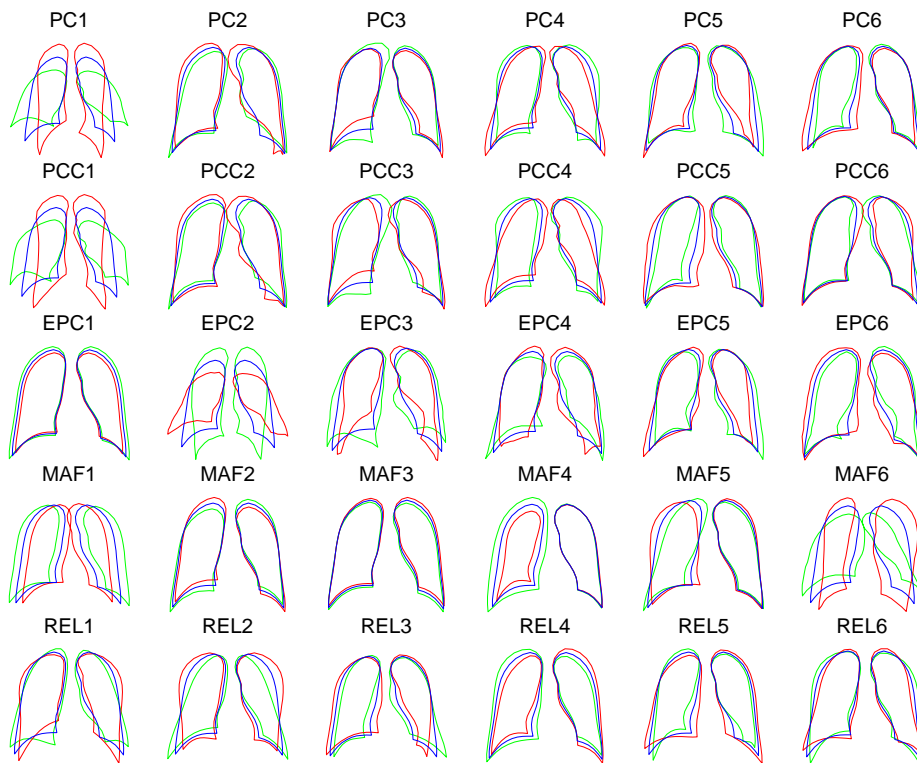 PC1 PC2 PC3 PC4 PC5 PC6
PCC1 PCC2 PCC3 PCC4 PCC5 PCC6
EPC1 EPC2 EPC3 EPC4 EPC5 EPC6
MAF1 MAF2 MAF3 MAF4 MAF5 MAF6
REL1 REL2 REL3 REL4 REL5 REL6